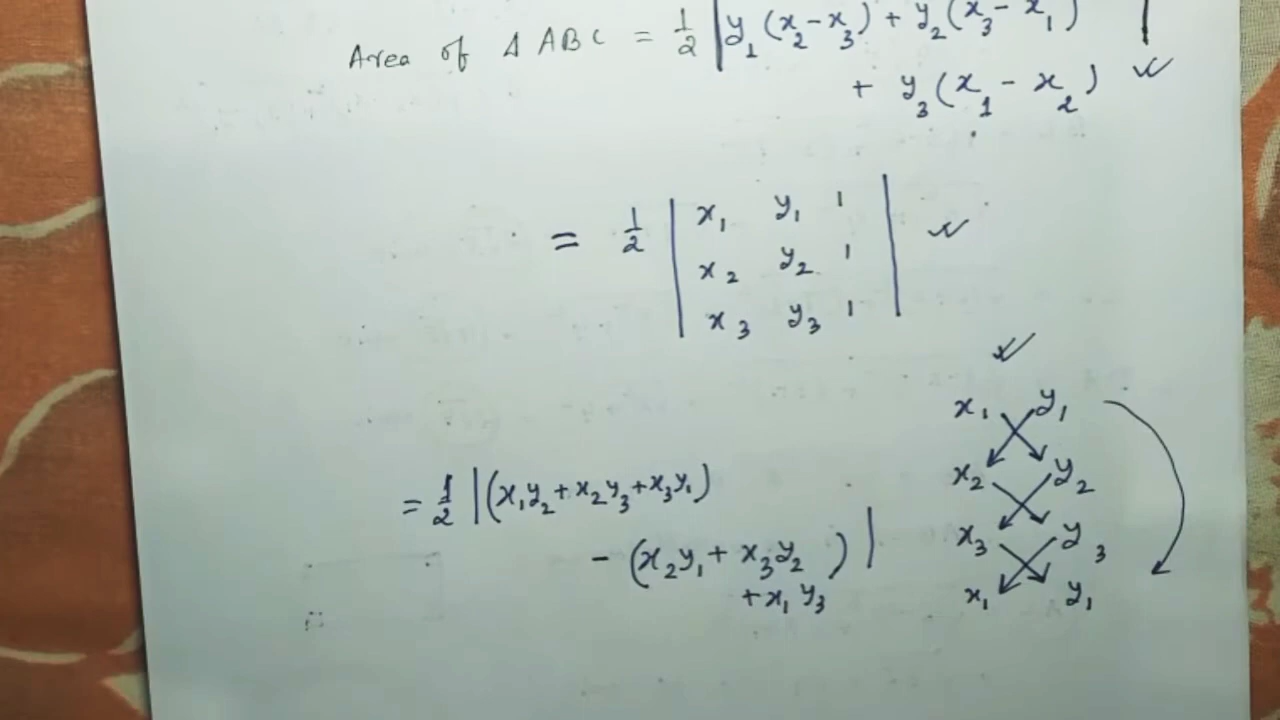 Area of Δ ABC = 1/2 | y₁(x₂-x₃) + y₂(x₃-x₁) |
+ y₃(x₁ - x₂) ✓
= 1/2 | x₁ y₁ 1 | ✓
x₂ y₂ 1
x₃ y₃ 1
✓
x₁ y₁
x₂ y₂
x₃ y₃
x₁ y₁
= 1/2 |(x₁y₂+x₂y₃+x₃y₁)
- (x₂y₁+ x₃y₂ ) |
+x₁ y₃